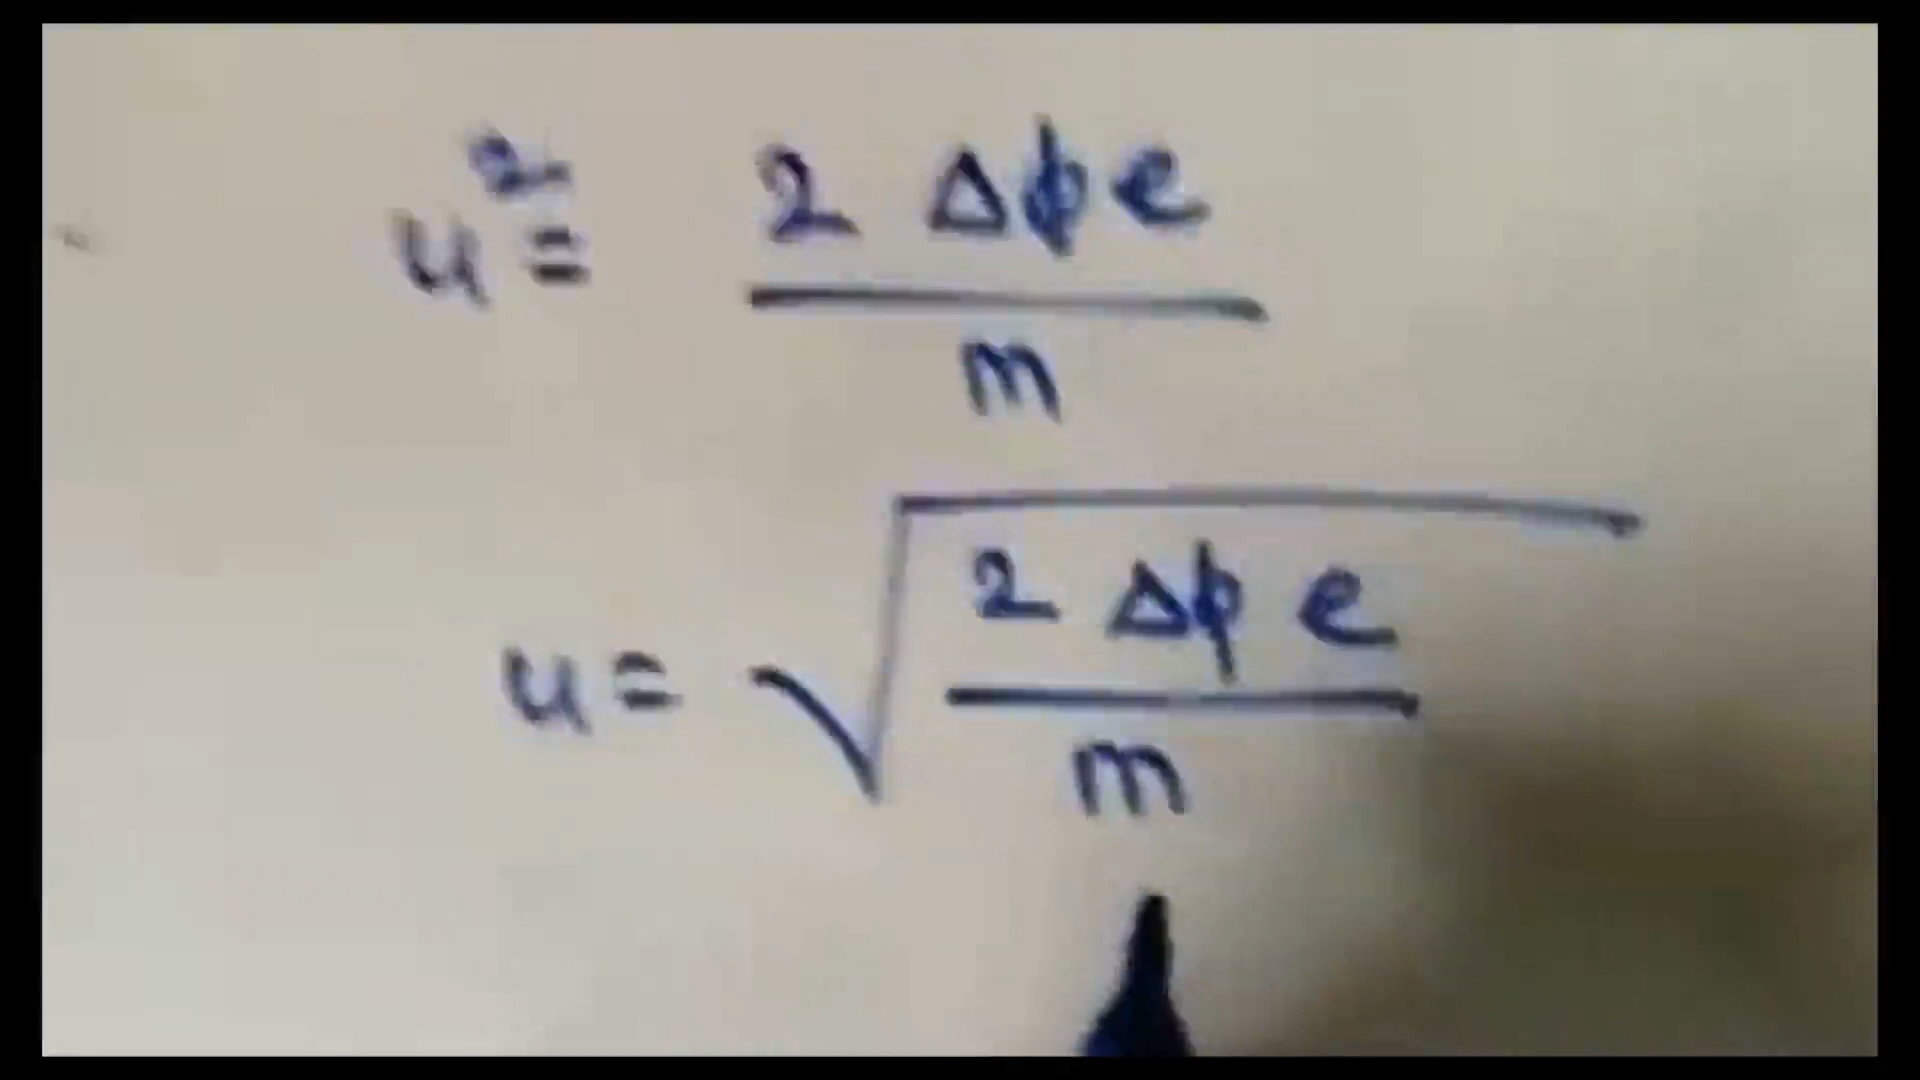 u² = 2 Δϕ e / m
u = √(2 Δϕ e / m)